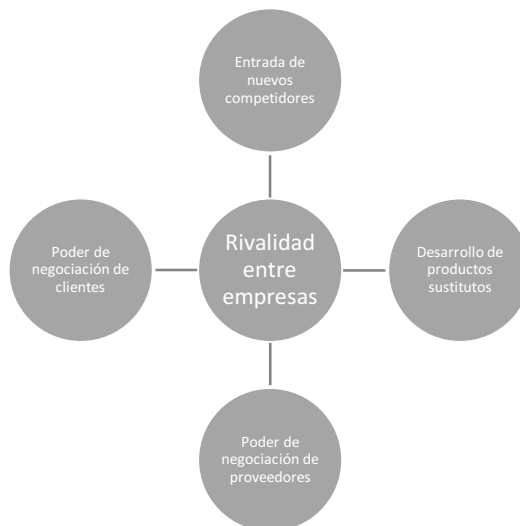 Entrada de
nuevos
competidores
Poder de
negociación de
clientes
Rivalidad
entre
empresas
Desarrollo de
productos
sustitutos
Poder de
negociación de
proveedores